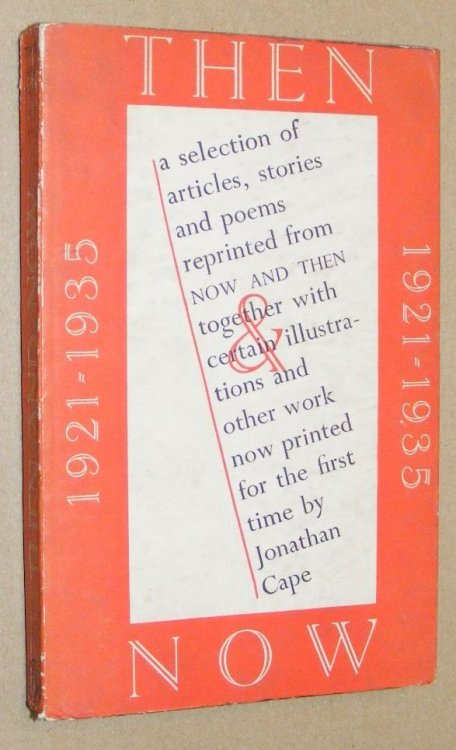 THEN
a selection of
articles, stories
and poems
reprinted from
NOW AND THEN
together with
&
certain illustra-
tions and
other work
now printed
for the first
time by
Jonathan
Cape
1921-1935
1921-1935
NOW